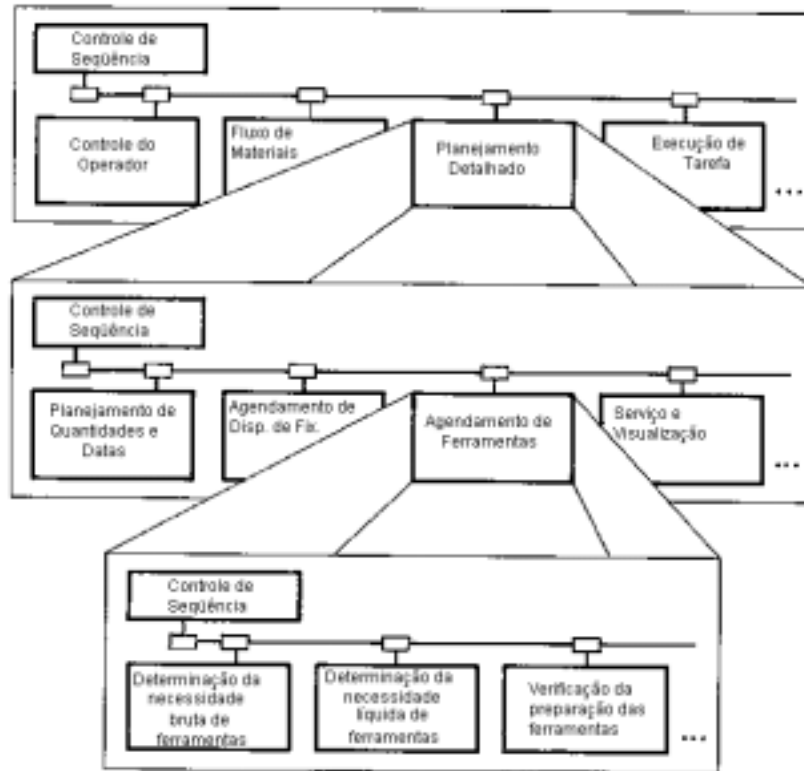 Controle de
Seqüência
Controle do
Operador
Fluxo de
Materiais
Planejamento
Detalhado
Execução de
Tarefa
...
Controle de
Seqüência
Planejamento de
Quantidades e
Datas
Agendamento de
Disp. de Fix.
Agendamento de
Ferramentas
Serviço e
Visualização
...
Controle de
Seqüência
Determinação da
necessidade
bruta de
ferramentas
Determinação da
necessidade
líquida de
ferramentas
Verificação da
preparação das
ferramentas
...